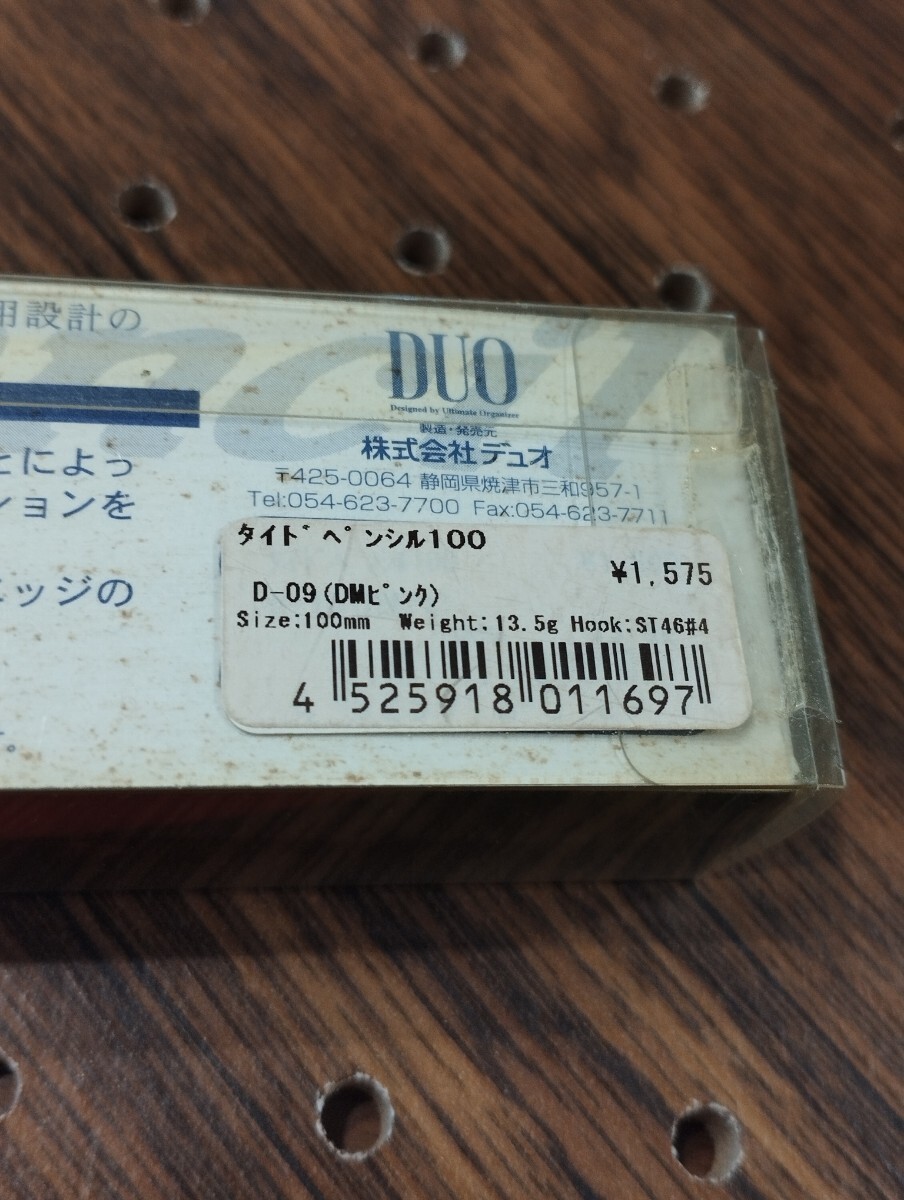 用設計の
ncil
DUO
Designed by Ultimate Organizer
製造・発売元
株式会社デュオ
〒425-0064 静岡県焼津市三和957-1
Tel:054-623-7700 Fax:054-623-7711
とによっ
ションを
エッジの
す。
タイドペンシル100
¥1,575
D-09(DMピンク)
Size:100mm Weight:13.5g Hook:ST46#4
4 525918 011697